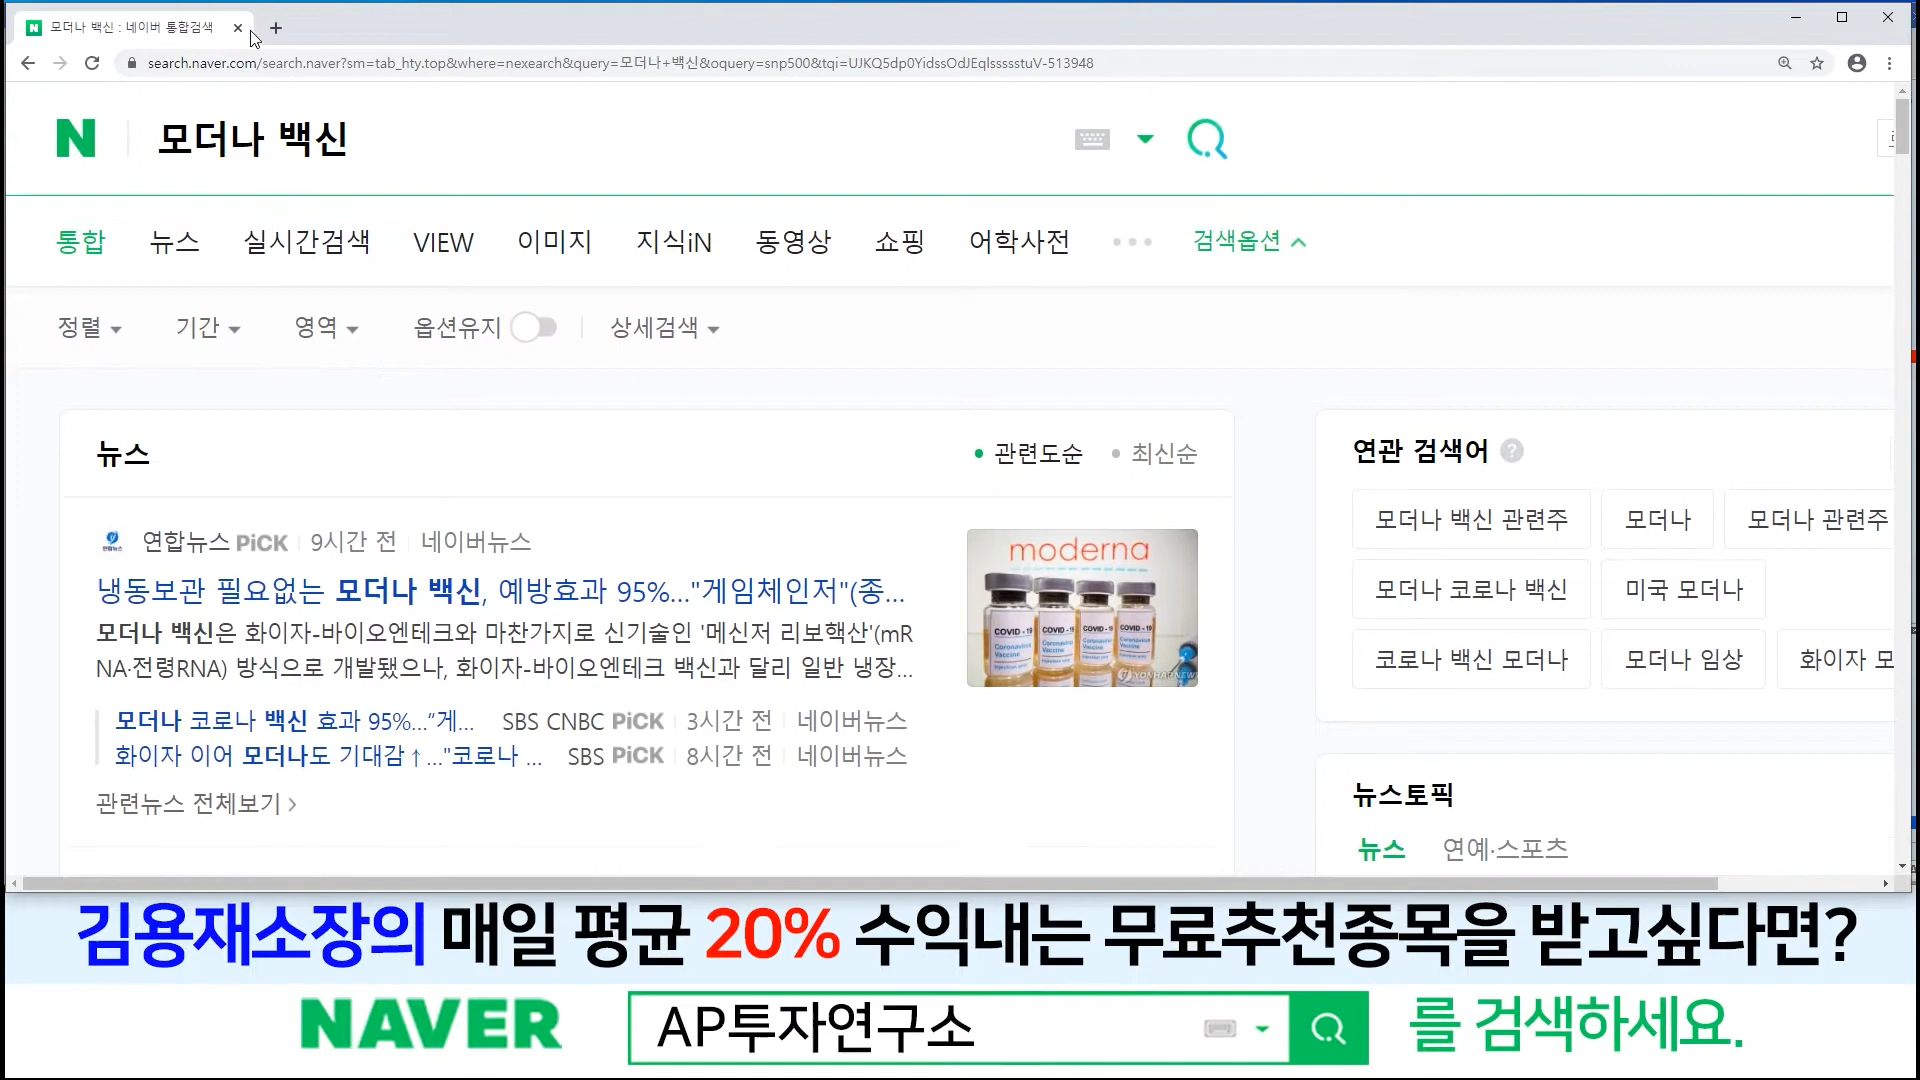 모더나 백신 : 네이버 통합검색
search.naver.com/search.naver?sm=tab_hty.top&where=nexearch&query=모더나+백신&oquery=snp500&tqi=UJKQ5dp0YidssOdJEqlssssstuV-513948
N 모더나 백신
통합 뉴스 실시간검색 VIEW 이미지 지식iN 동영상 쇼핑 어학사전 검색옵션
정렬 기간 영역 옵션유지 상세검색
뉴스 관련도순 최신순
연합뉴스 PiCK 9시간 전 네이버뉴스
냉동보관 필요없는 모더나 백신, 예방효과 95%..."게임체인저"(종...
모더나 백신은 화이자-바이오엔테크와 마찬가지로 신기술인 '메신저 리보핵산'(mR
NA·전령RNA) 방식으로 개발됐으나, 화이자-바이오엔테크 백신과 달리 일반 냉장...
moderna
COVID-19 COVID-19 COVID-19 COVID-19
Coronavirus Vaccine
YONHAPNEWS
모더나 코로나 백신 효과 95%..."게... SBS CNBC PiCK 3시간 전 네이버뉴스
화이자 이어 모더나도 기대감↑..."코로나 ... SBS PiCK 8시간 전 네이버뉴스
관련뉴스 전체보기
연관 검색어 ?
모더나 백신 관련주 모더나 모더나 관련주
모더나 코로나 백신 미국 모더나
코로나 백신 모더나 모더나 임상 화이자 모
뉴스토픽
뉴스 연예·스포츠
김용재소장의 매일 평균 20% 수익내는 무료추천종목을 받고싶다면?
NAVER AP투자연구소 를 검색하세요.